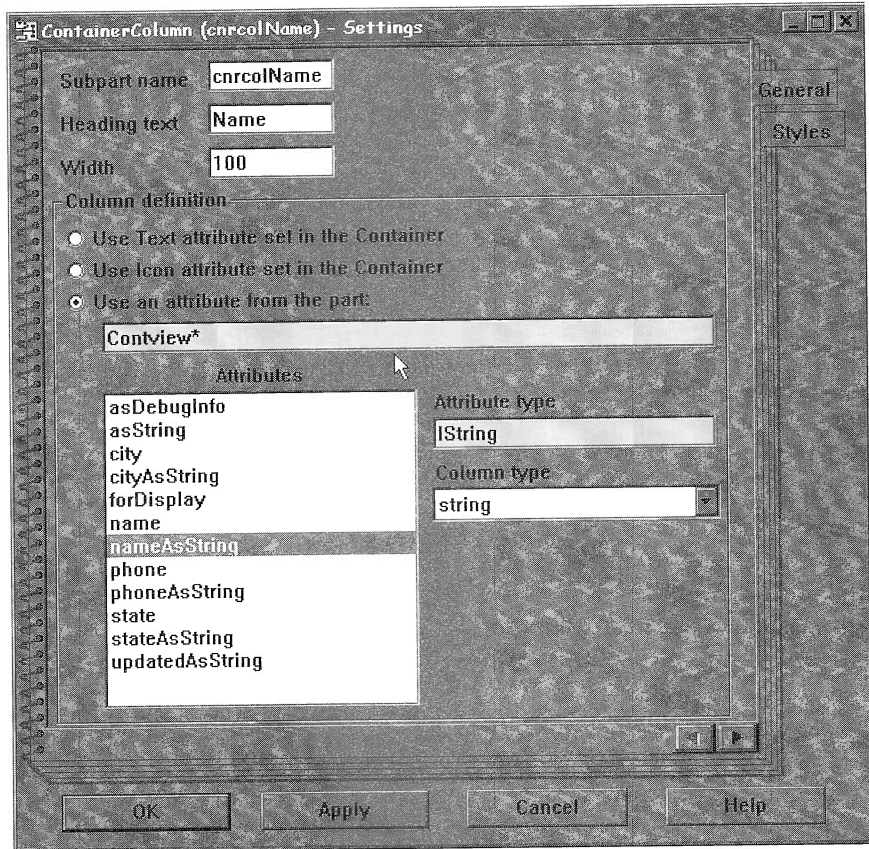 ContainerColumn (cnrcolName) - Settings
Subpart name cnrcolName
Heading text Name
Width 100
General
Styles
Column definition
Use Text attribute set in the Container
Use Icon attribute set in the Container
Use an attribute from the part:
Contview*
Attributes
asDebugInfo
asString
city
cityAsString
forDisplay
name
nameAsString
phone
phoneAsString
state
stateAsString
updatedAsString
Attribute type
IString
Column type
string
OK Apply Cancel Help